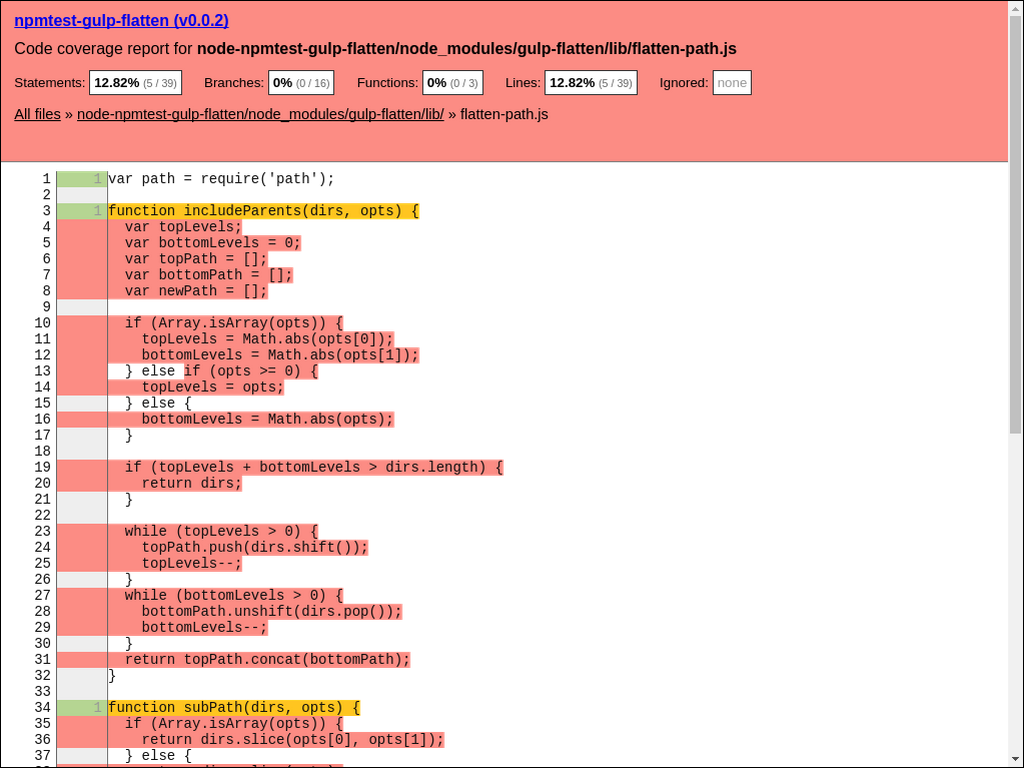 npmtest-gulp-flatten (v0.0.2)
Code coverage report for node-npmtest-gulp-flatten/node_modules/gulp-flatten/lib/flatten-path.js
Statements: 12.82% (5 / 39) Branches: 0% (0 / 16) Functions: 0% (0 / 3) Lines: 12.82% (5 / 39) Ignored: none
All files » node-npmtest-gulp-flatten/node_modules/gulp-flatten/lib/ » flatten-path.js
1 1 var path = require('path');
2
3 1 function includeParents(dirs, opts) {
4 var topLevels;
5 var bottomLevels = 0;
6 var topPath = [];
7 var bottomPath = [];
8 var newPath = [];
9
10 if (Array.isArray(opts)) {
11 topLevels = Math.abs(opts[0]);
12 bottomLevels = Math.abs(opts[1]);
13 } else if (opts >= 0) {
14 topLevels = opts;
15 } else {
16 bottomLevels = Math.abs(opts);
17 }
18
19 if (topLevels + bottomLevels > dirs.length) {
20 return dirs;
21 }
22
23 while (topLevels > 0) {
24 topPath.push(dirs.shift());
25 topLevels--;
26 }
27 while (bottomLevels > 0) {
28 bottomPath.unshift(dirs.pop());
29 bottomLevels--;
30 }
31 return topPath.concat(bottomPath);
32 }
33
34 1 function subPath(dirs, opts) {
35 if (Array.isArray(opts)) {
36 return dirs.slice(opts[0], opts[1]);
37 } else {